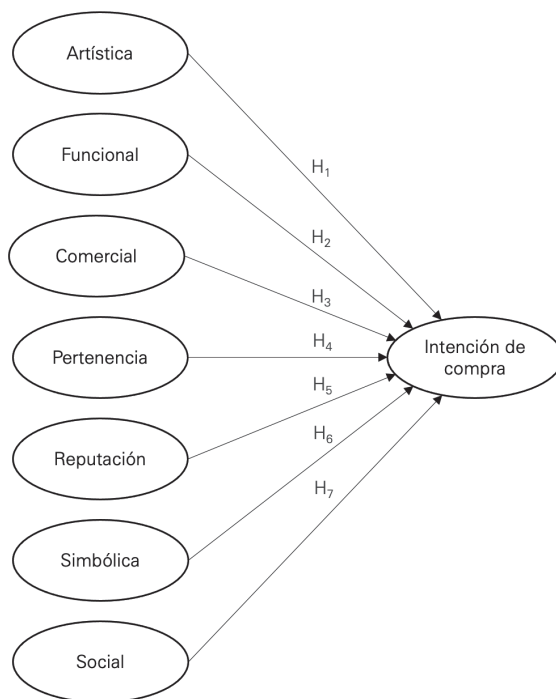 Artística
Funcional
H₁
H₂
Comercial
H₃
Pertenencia
H₄
Intención de
compra
H₅
Reputación
H₆
H₇
Simbólica
Social